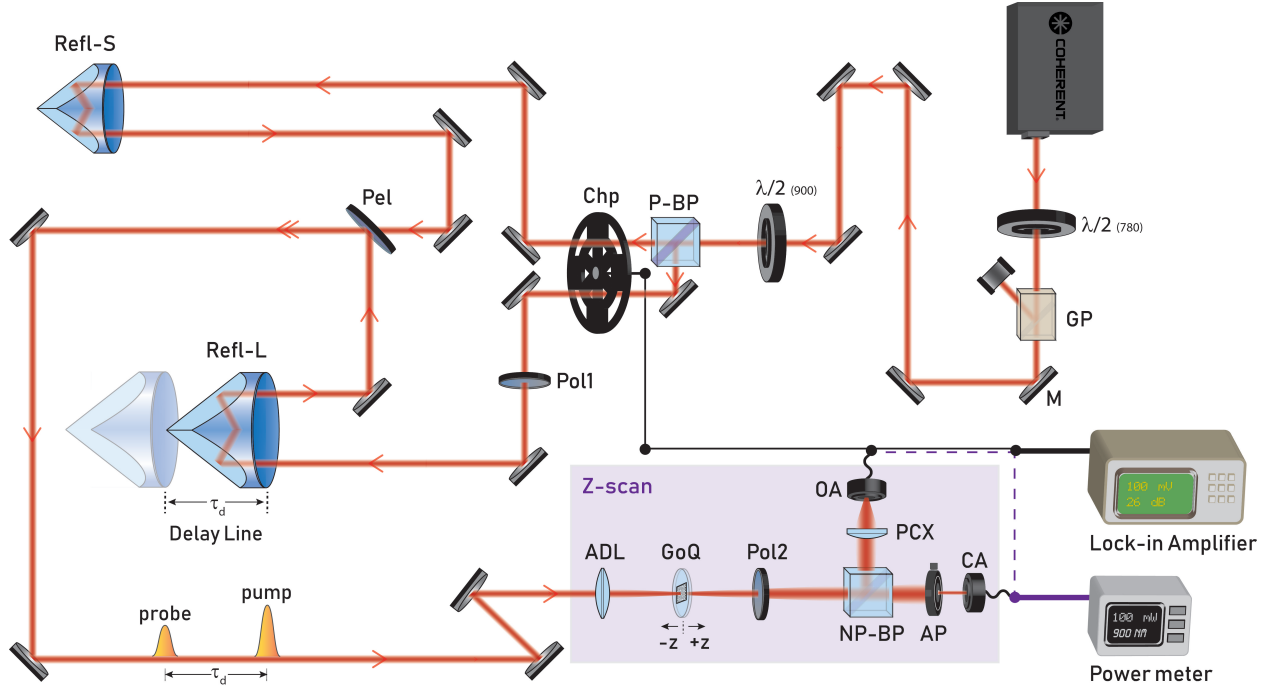 Refl-S
COHERENT.
Pel
Chp
P-BP
λ/2 (900)
λ/2 (780)
GP
Refl-L
Pol1
M
τd
Delay Line
Z-scan
OA
PCX
100 mV
26 dB
Lock-in Amplifier
ADL
GoQ
Pol2
CA
-z +z
NP-BP
AP
100 mW
900 NM
Power meter
probe
pump
τd